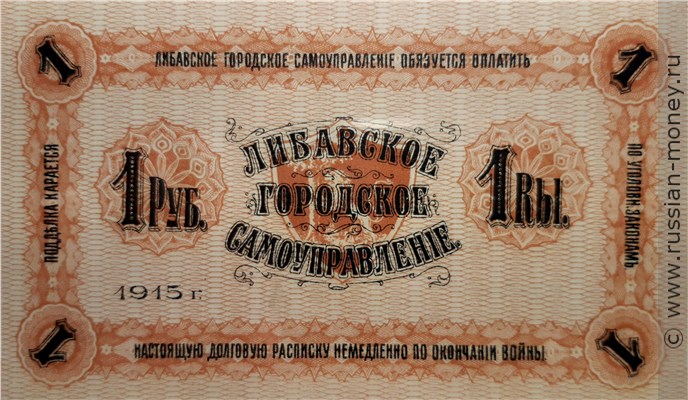 1
1
ЛИБАВСКОЕ ГОРОДСКОЕ САМОУПРАВЛЕНІЕ ОБЯЗУЕТСЯ ОПЛАТИТЬ
ПОДДѢЛКА КАРАЕТСЯ
1 РУБ.
ЛИБАВСКОЕ
ГОРОДСКОЕ
САМОУПРАВЛЕНІЕ.
1 Rbl.
ПО УГОЛОВН. ЗАКОНАМЪ
1915 г.
1
1
НАСТОЯЩУЮ ДОЛГОВУЮ РАСПИСКУ НЕМЕДЛЕННО ПО ОКОНЧАНІИ ВОЙНЫ
© www.russian-money.ru